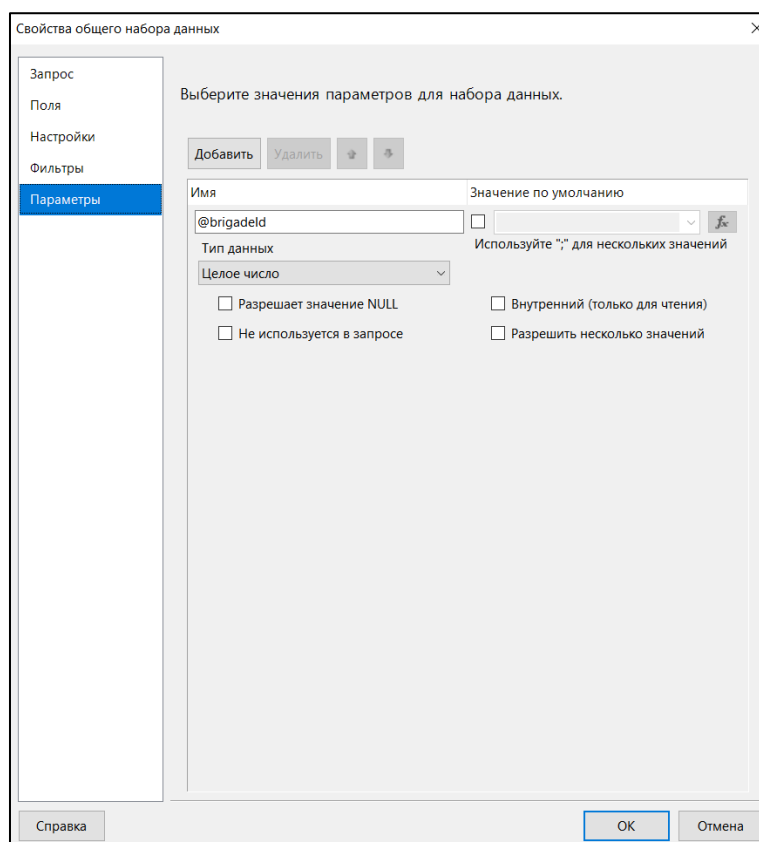 Свойства общего набора данных
Запрос
Поля
Настройки
Фильтры
Параметры
Выберите значения параметров для набора данных.
Добавить Удалить
Имя Значение по умолчанию
@brigadeId fx
Тип данных Используйте ";" для нескольких значений
Целое число
Разрешает значение NULL Внутренний (только для чтения)
Не используется в запросе Разрешить несколько значений
Справка OK Отмена